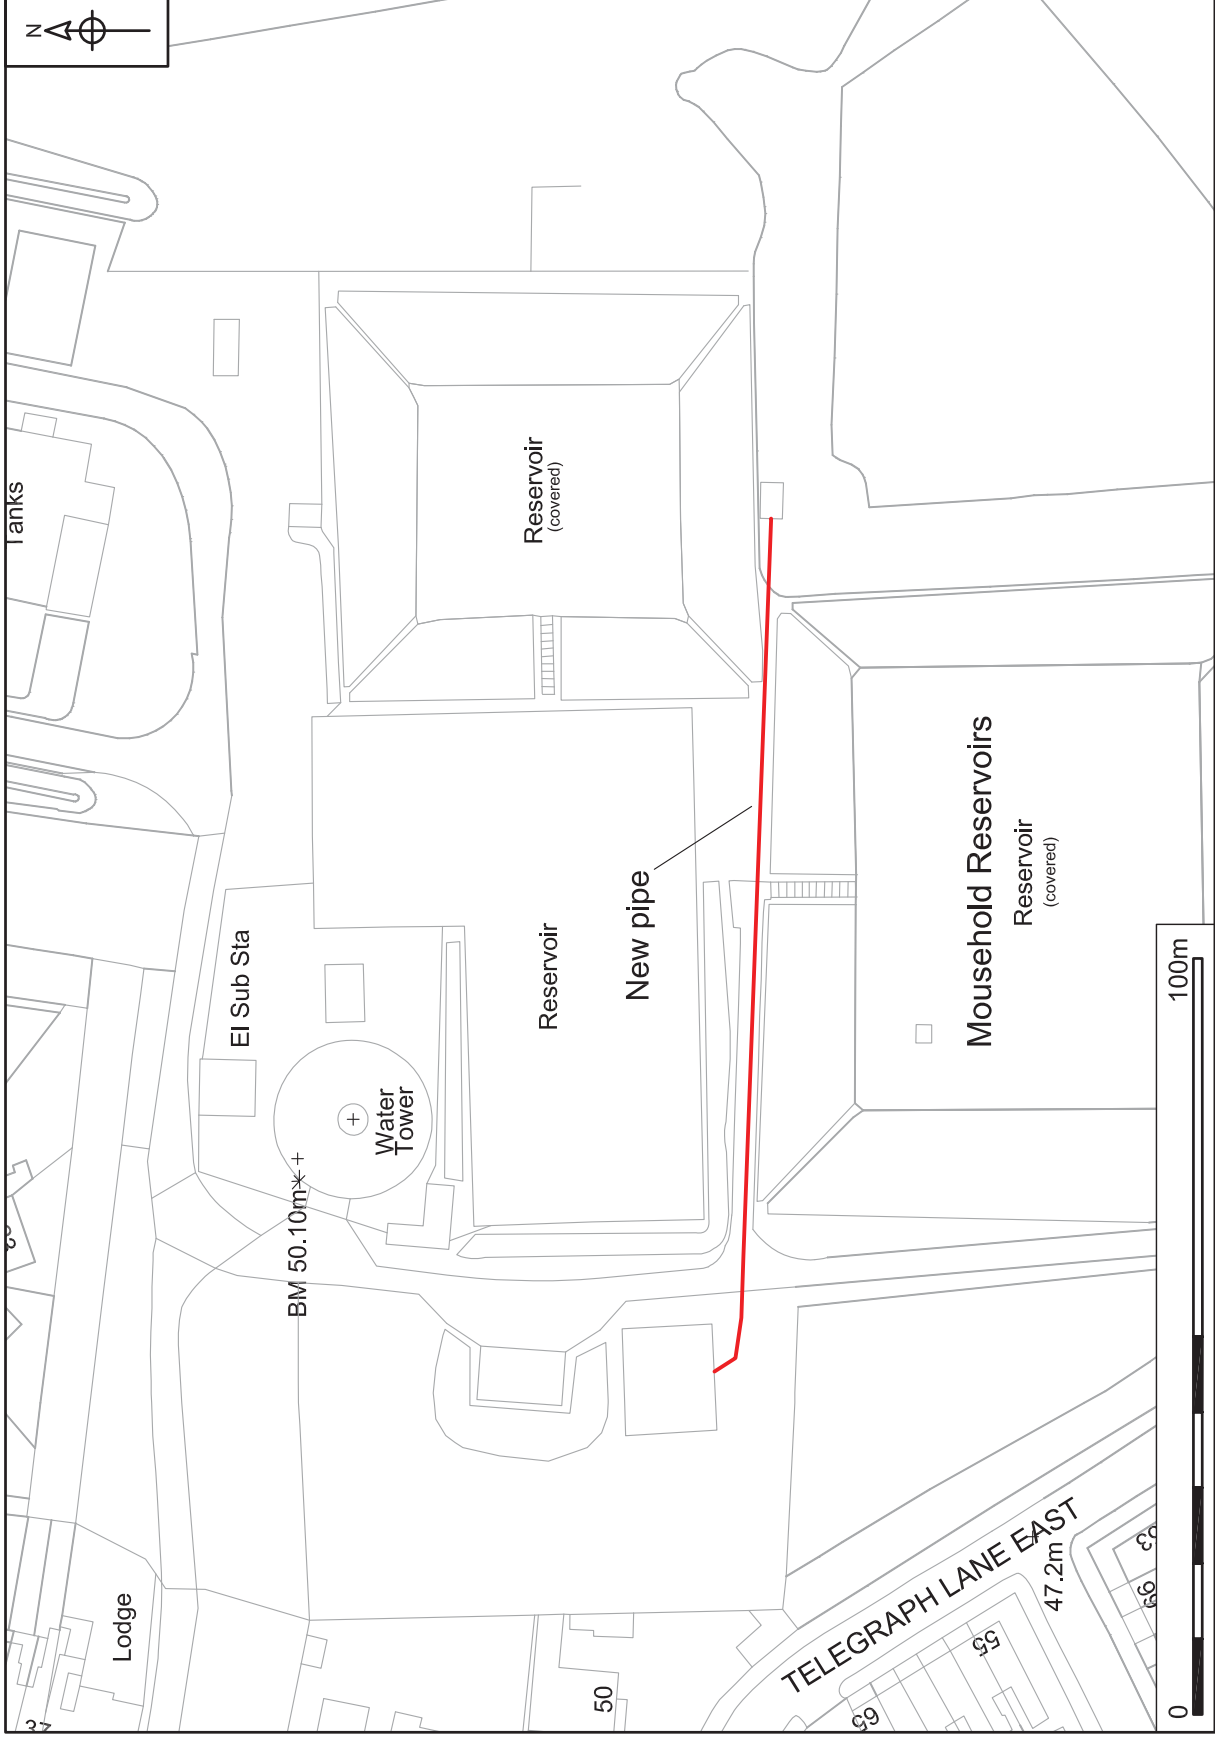 N
Tanks
Reservoir
(covered)
El Sub Sta
Water
Tower
BM 50.10m
Reservoir
New pipe
Mousehold Reservoirs
Reservoir
(covered)
Lodge
50
TELEGRAPH LANE EAST
47.2m
55
65
63
0
100m